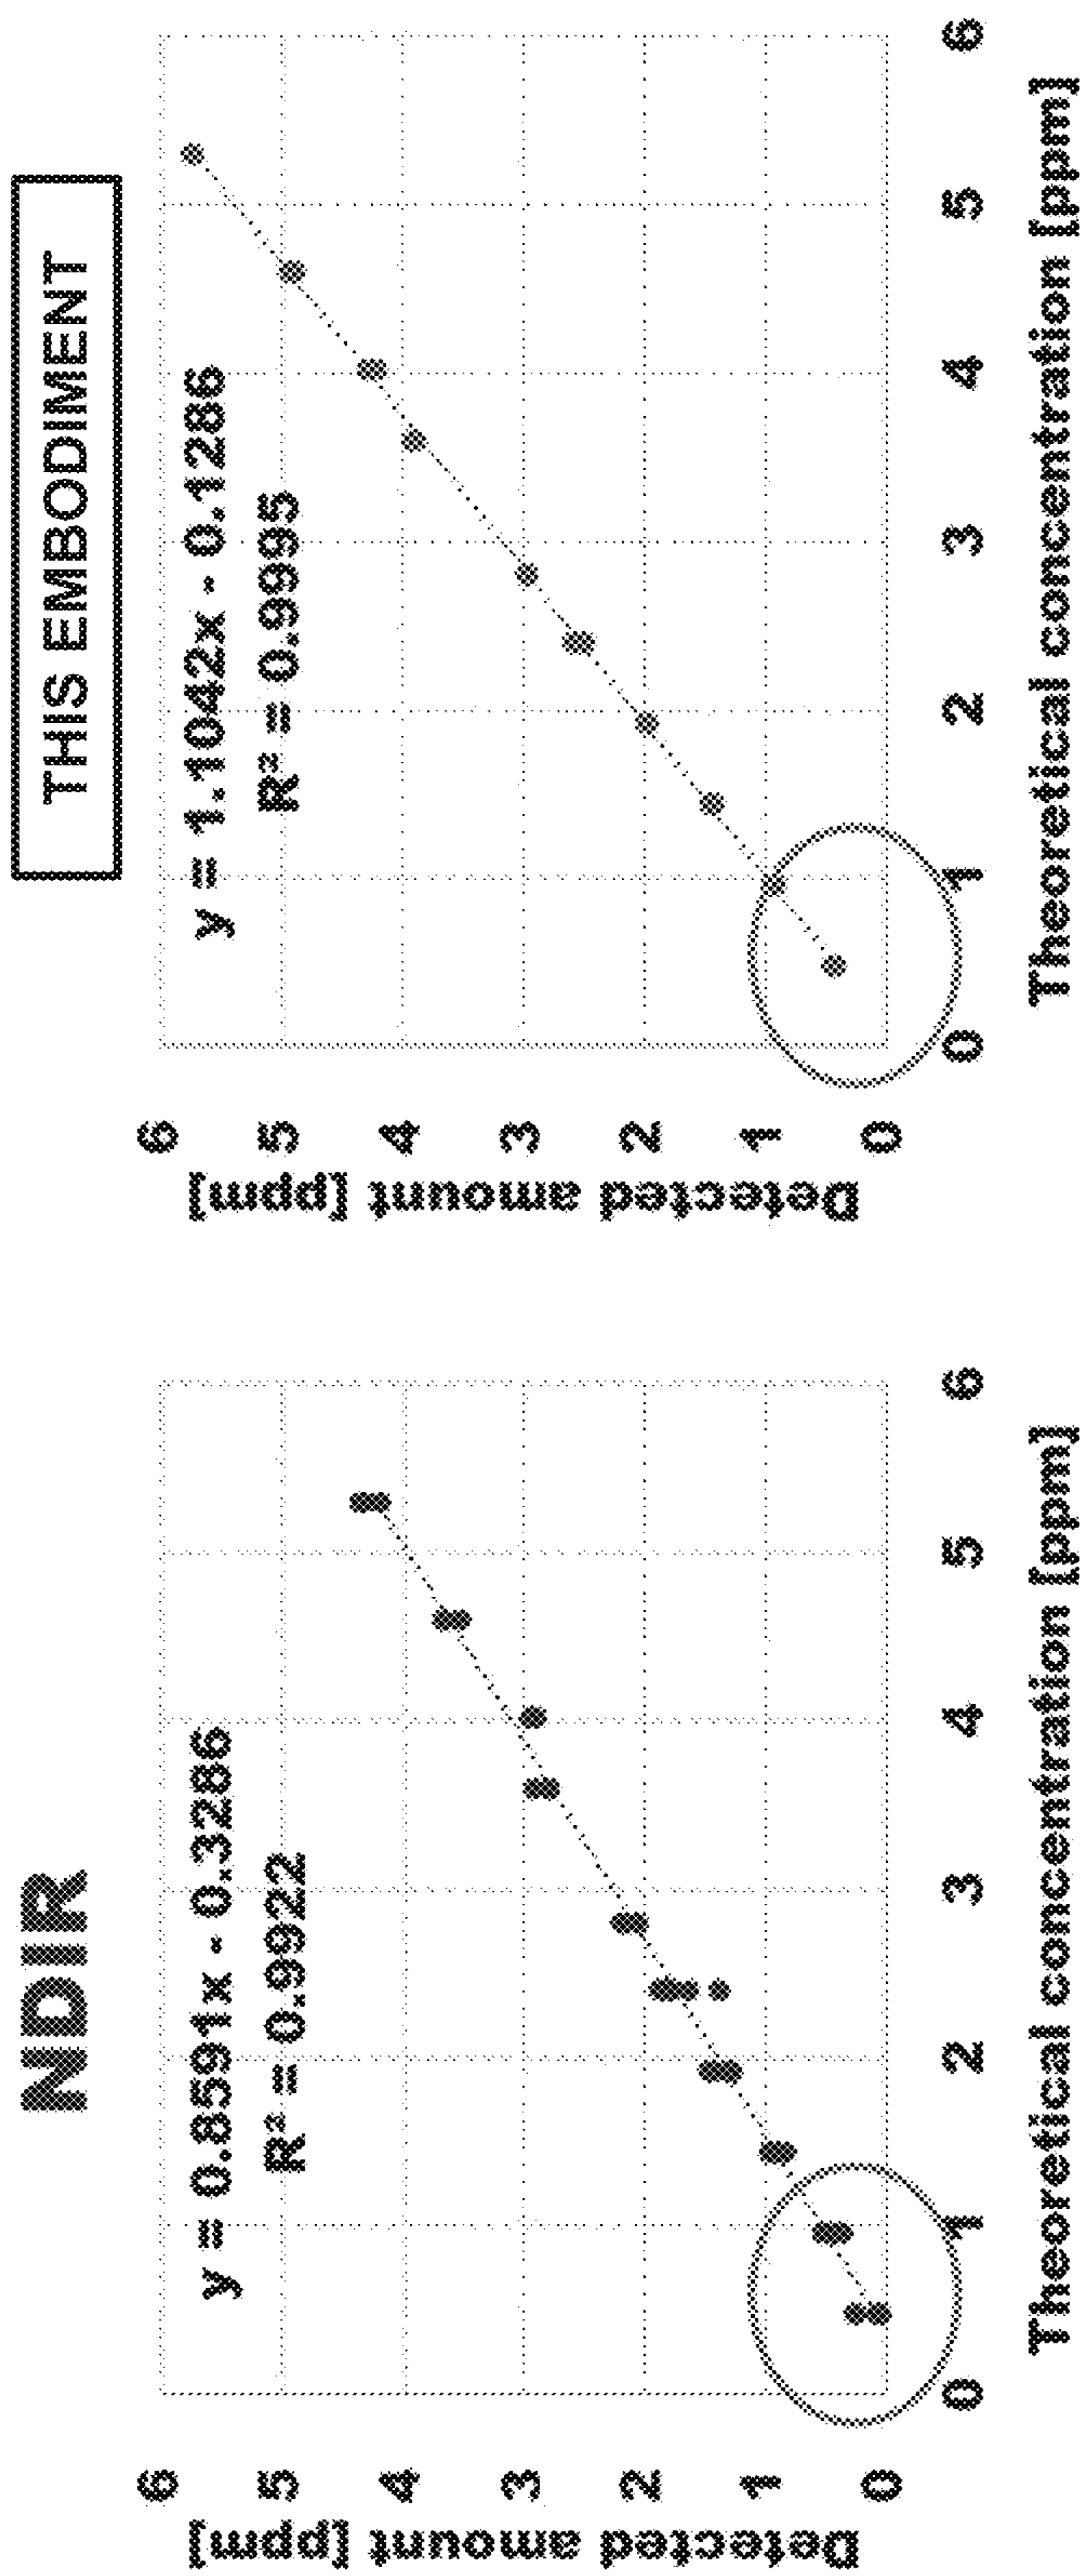 NDIR
y = 0.8591x - 0.3286
R² = 0.9922
Detected amount [ppm]
6
5
4
3
2
1
0
0 1 2 3 4 5 6
Theoretical concentration [ppm]
THIS EMBODIMENT
y = 1.1042x - 0.1286
R² = 0.9995
Detected amount [ppm]
6
5
4
3
2
1
0
0 1 2 3 4 5 6
Theoretical concentration [ppm]